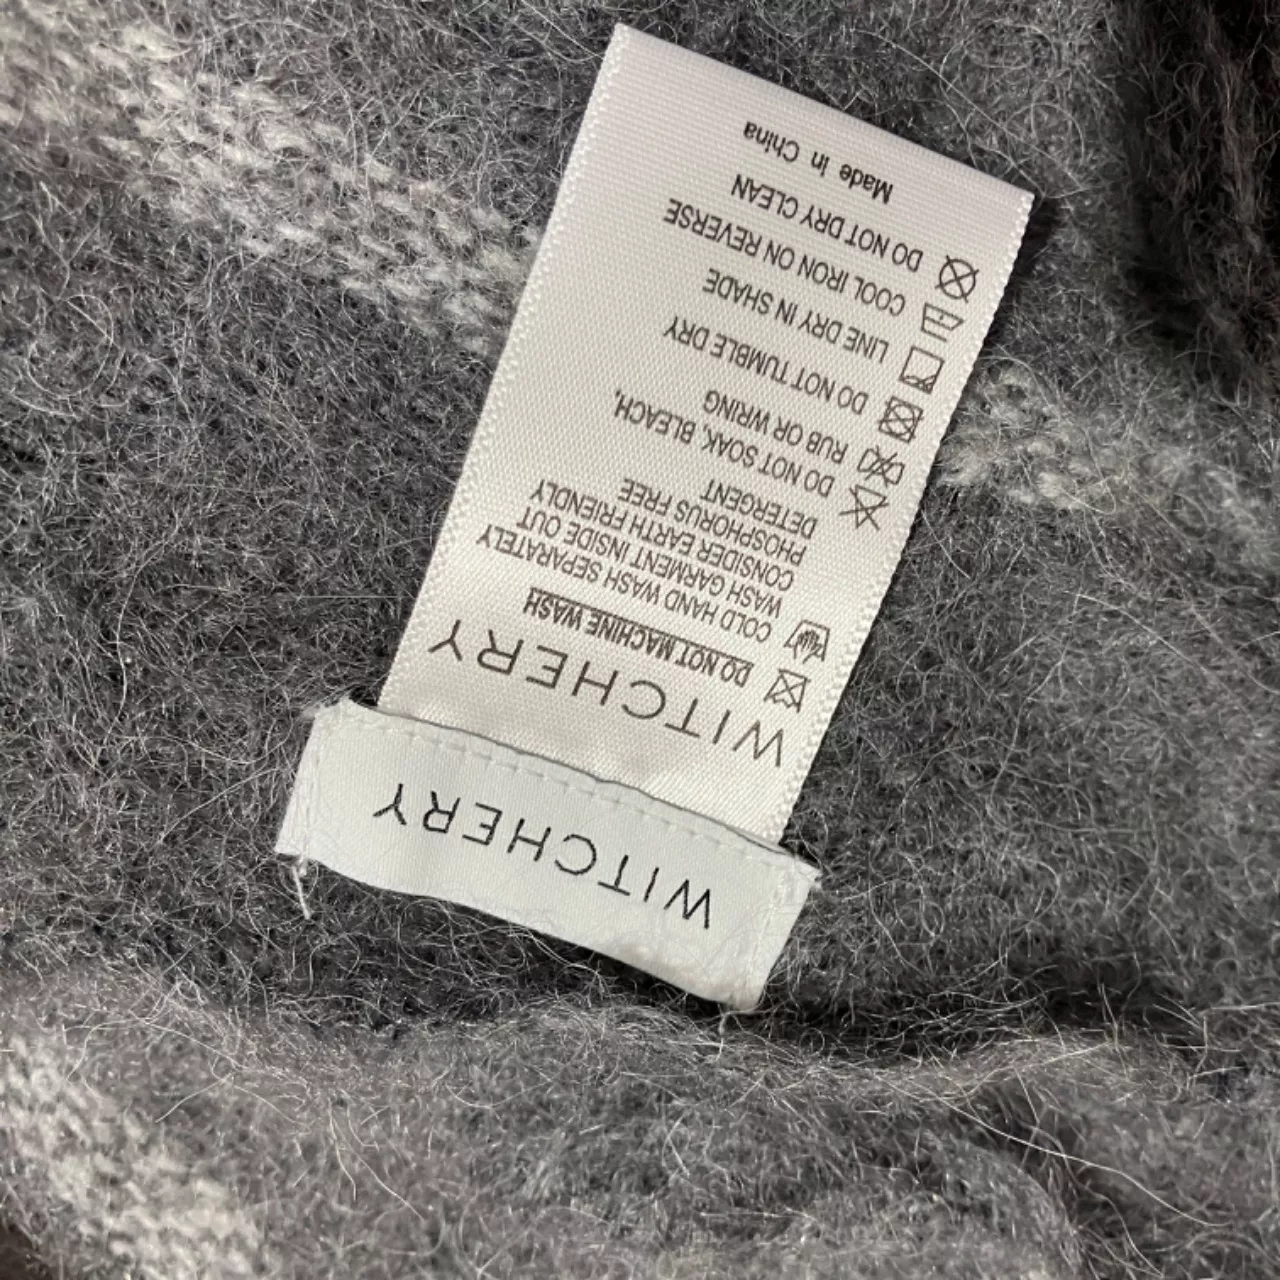 WITCHERY
WITCHERY
DO NOT MACHINE WASH
COLD HAND WASH SEPARATELY
WASH GARMENT INSIDE OUT
CONSIDER EARTH FRIENDLY
PHOSPHORUS FREE
DETERGENT
DO NOT SOAK, BLEACH,
RUB OR WRING
DO NOT TUMBLE DRY
LINE DRY IN SHADE
COOL IRON ON REVERSE
DO NOT DRY CLEAN
Made in China